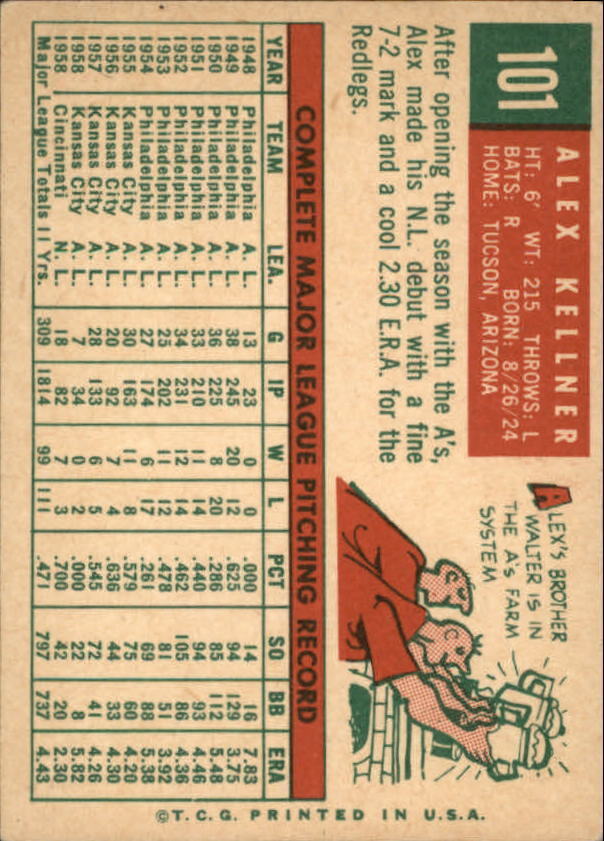 101
ALEX KELLNER
HT: 6' WT: 215 THROWS: L
BATS: R BORN: 8/26/24
HOME: TUCSON, ARIZONA
After opening the season with the A's,
Alex made his N.L. debut with a fine
7-2 mark and a cool 2.30 E.R.A. for the
Redlegs.
ALEX'S BROTHER
WALTER IS IN
THE A'S FARM
SYSTEM
COMPLETE MAJOR LEAGUE PITCHING RECORD
YEAR TEAM LEA. G IP W L PCT SO BB ERA
1948 Philadelphia A. L. 13 23 0 0 .000 14 16 7.83
1949 Philadelphia A. L. 38 245 20 12 .625 94 129 3.75
1950 Philadelphia A. L. 36 225 8 20 .286 85 112 5.48
1951 Philadelphia A. L. 33 210 11 14 .440 94 93 4.46
1952 Philadelphia A. L. 34 231 12 14 .462 105 86 4.36
1953 Philadelphia A. L. 25 202 11 12 .478 81 51 3.92
1954 Philadelphia A. L. 27 174 6 17 .261 69 88 5.38
1955 Kansas City A. L. 30 163 11 8 .579 75 60 4.20
1956 Kansas City A. L. 20 92 7 4 .636 44 33 4.30
1957 Kansas City A. L. 28 133 6 5 .545 72 41 4.26
1958 Kansas City A. L. 7 34 0 2 .000 22 8 5.82
1958 Cincinnati N. L. 18 82 7 3 .700 42 20 2.30
Major League Totals 11 Yrs. 309 1814 99 111 .471 797 737 4.43
©T.C.G. PRINTED IN U.S.A.